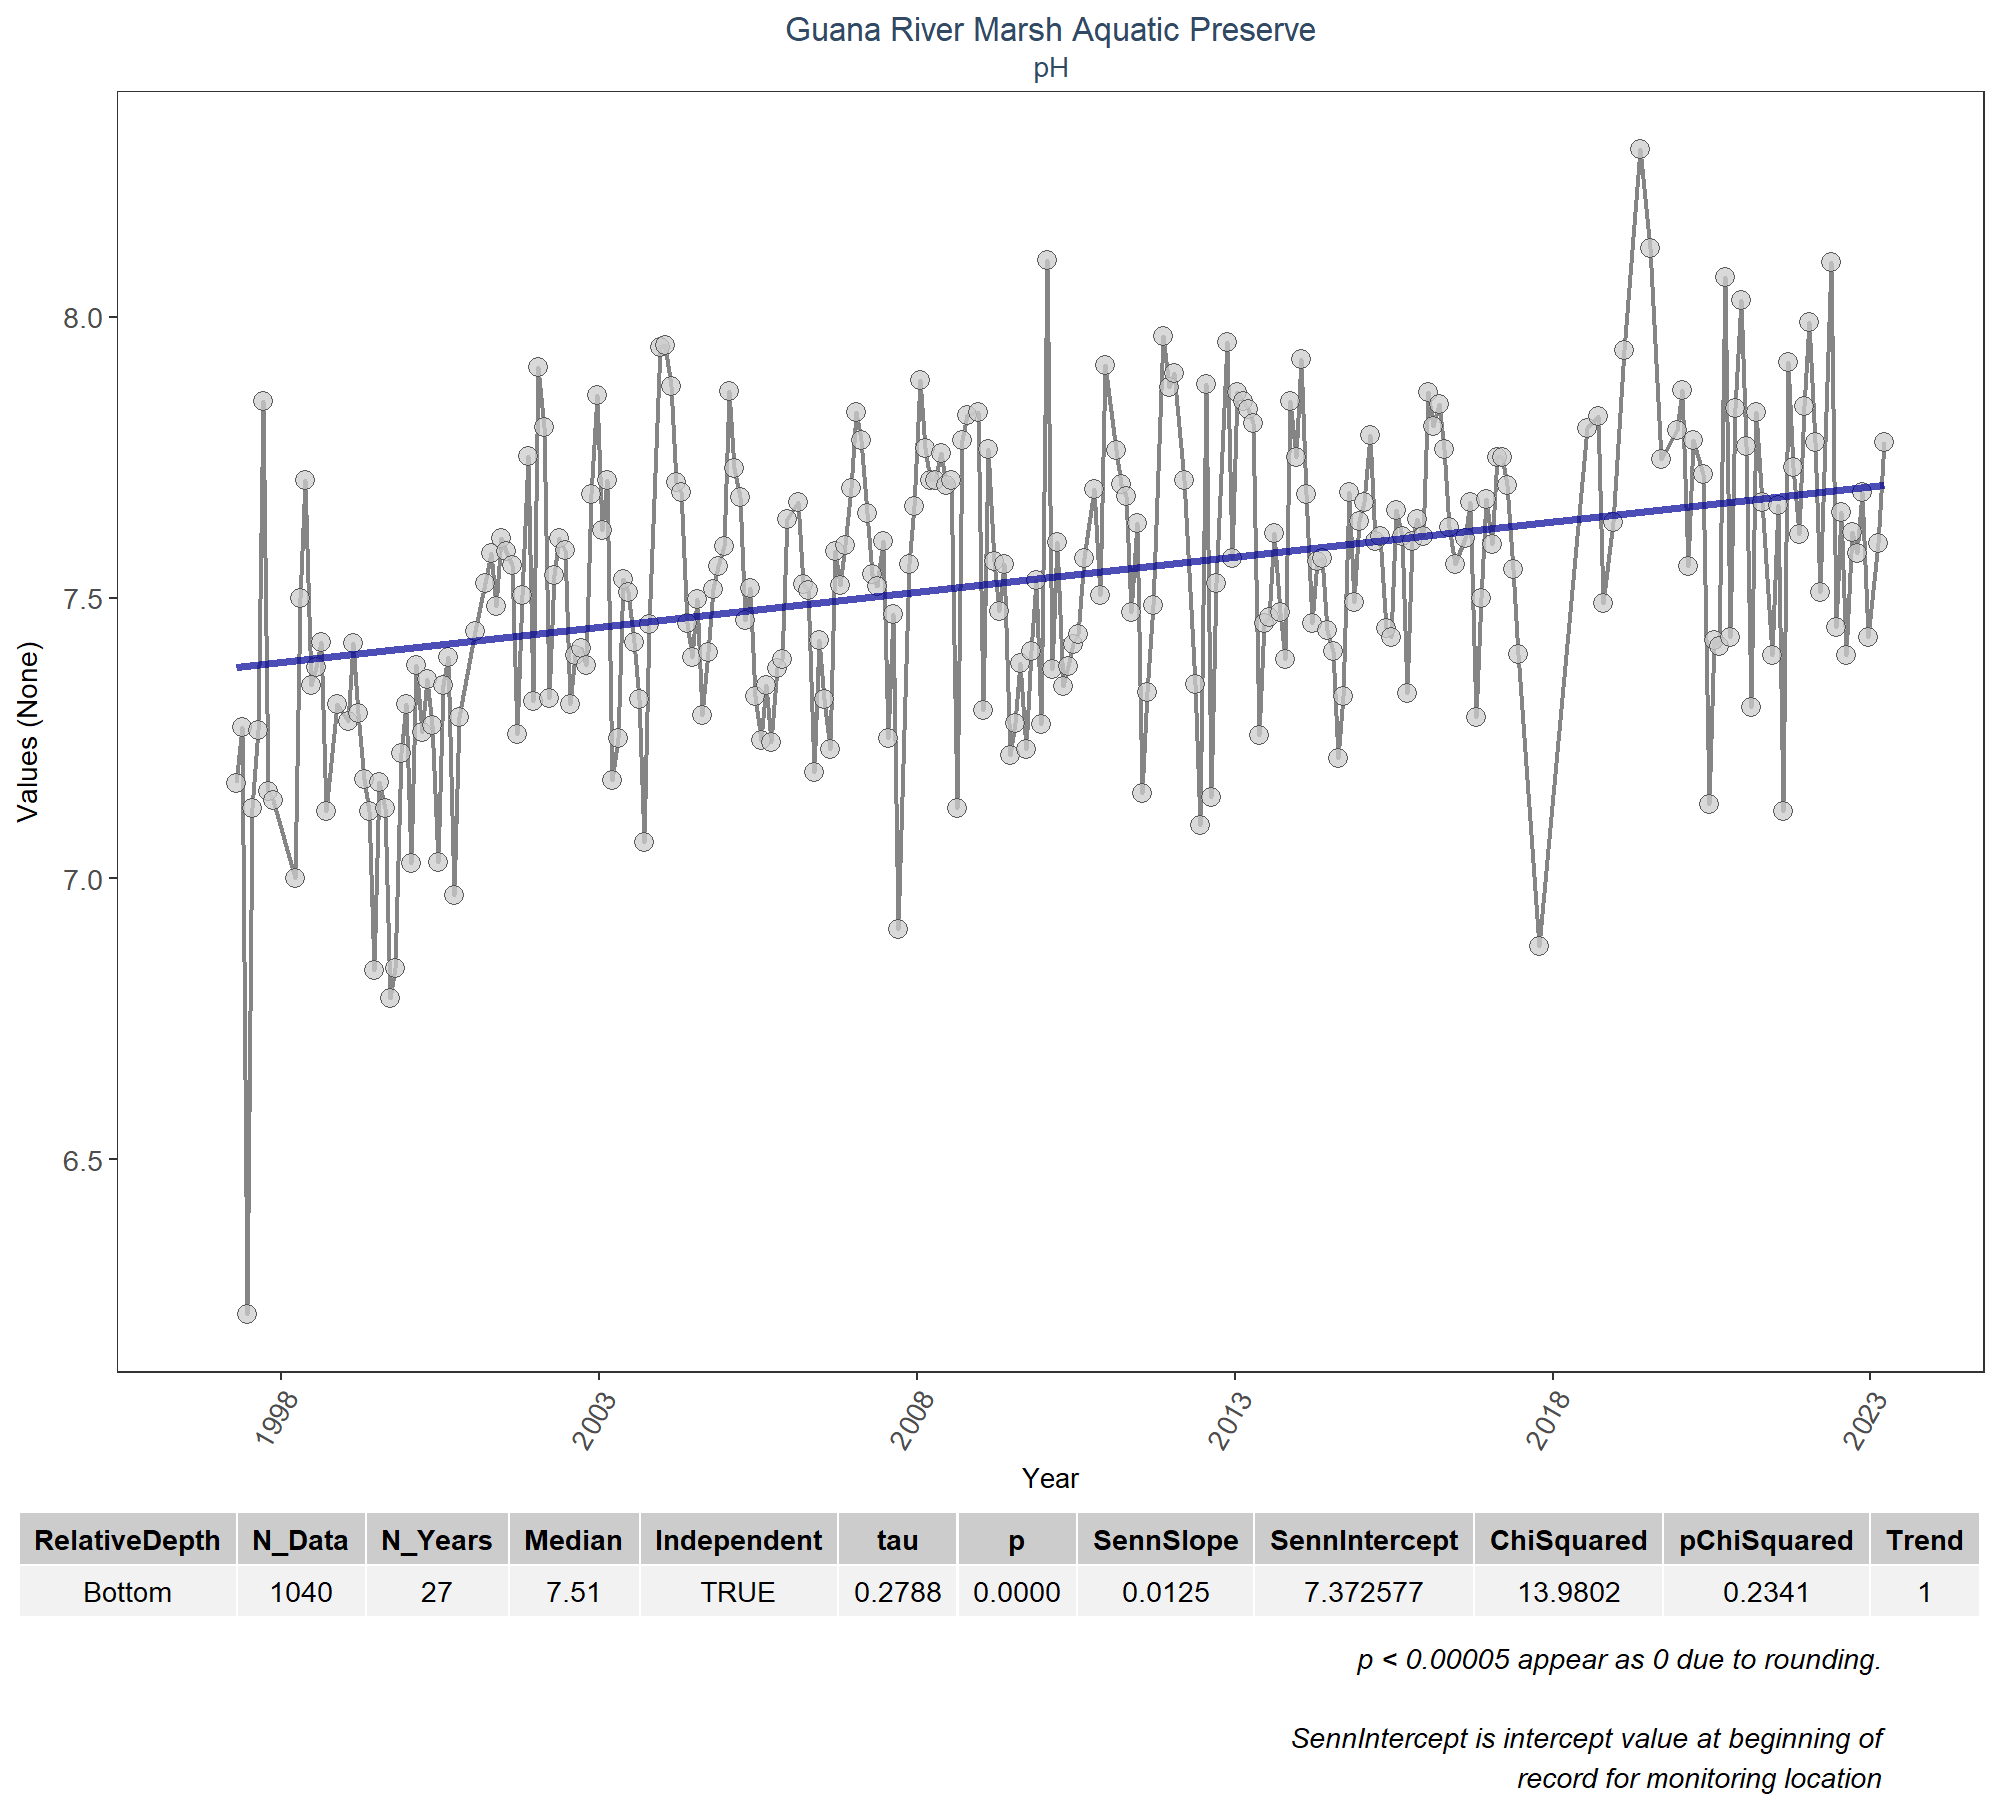 Guana River Marsh Aquatic Preserve
pH
Values (None)
8.0
7.5
7.0
6.5
1998 2003 2008 2013 2018 2023
Year
RelativeDepth N_Data N_Years Median Independent tau p SennSlope SennIntercept ChiSquared pChiSquared Trend
Bottom 1040 27 7.51 TRUE 0.2788 0.0000 0.0125 7.372577 13.9802 0.2341 1
p < 0.00005 appear as 0 due to rounding.
SennIntercept is intercept value at beginning of
record for monitoring location